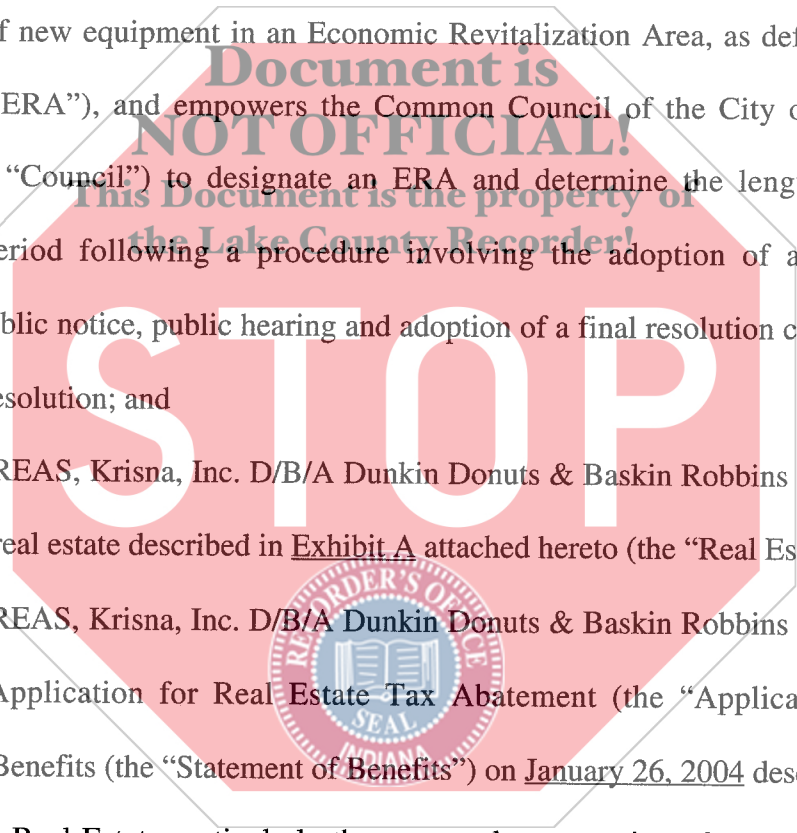 f new equipment in an Economic Revitalization Area, as def
Document is
ERA”), and empowers the Common Council of the City o
NOT OFFICIAL!
“Council”) to designate an ERA and determine the leng
This Document is the property of
the Lake County Recorder!
eriod following a procedure involving the adoption of a
blic notice, public hearing and adoption of a final resolution c
STOP
esolution; and
REAS, Krisna, Inc. D/B/A Dunkin Donuts & Baskin Robbins
real estate described in Exhibit A attached hereto (the “Real Es
RECORDER'S OFFICE
REAS, Krisna, Inc. D/B/A Dunkin Donuts & Baskin Robbins
Application for Real Estate Tax Abatement (the “Applica
SEAL
INDIANA
Benefits (the “Statement of Benefits”) on January 26, 2004 desc